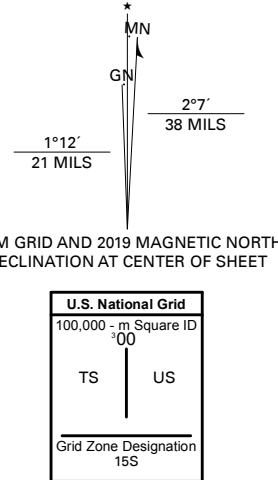 ★
MN
GN
2°7´
38 MILS
1°12´
21 MILS
M GRID AND 2019 MAGNETIC NORTH
ECLINATION AT CENTER OF SHEET
U.S. National Grid
100,000 - m Square ID
³00
TS US
Grid Zone Designation
15S